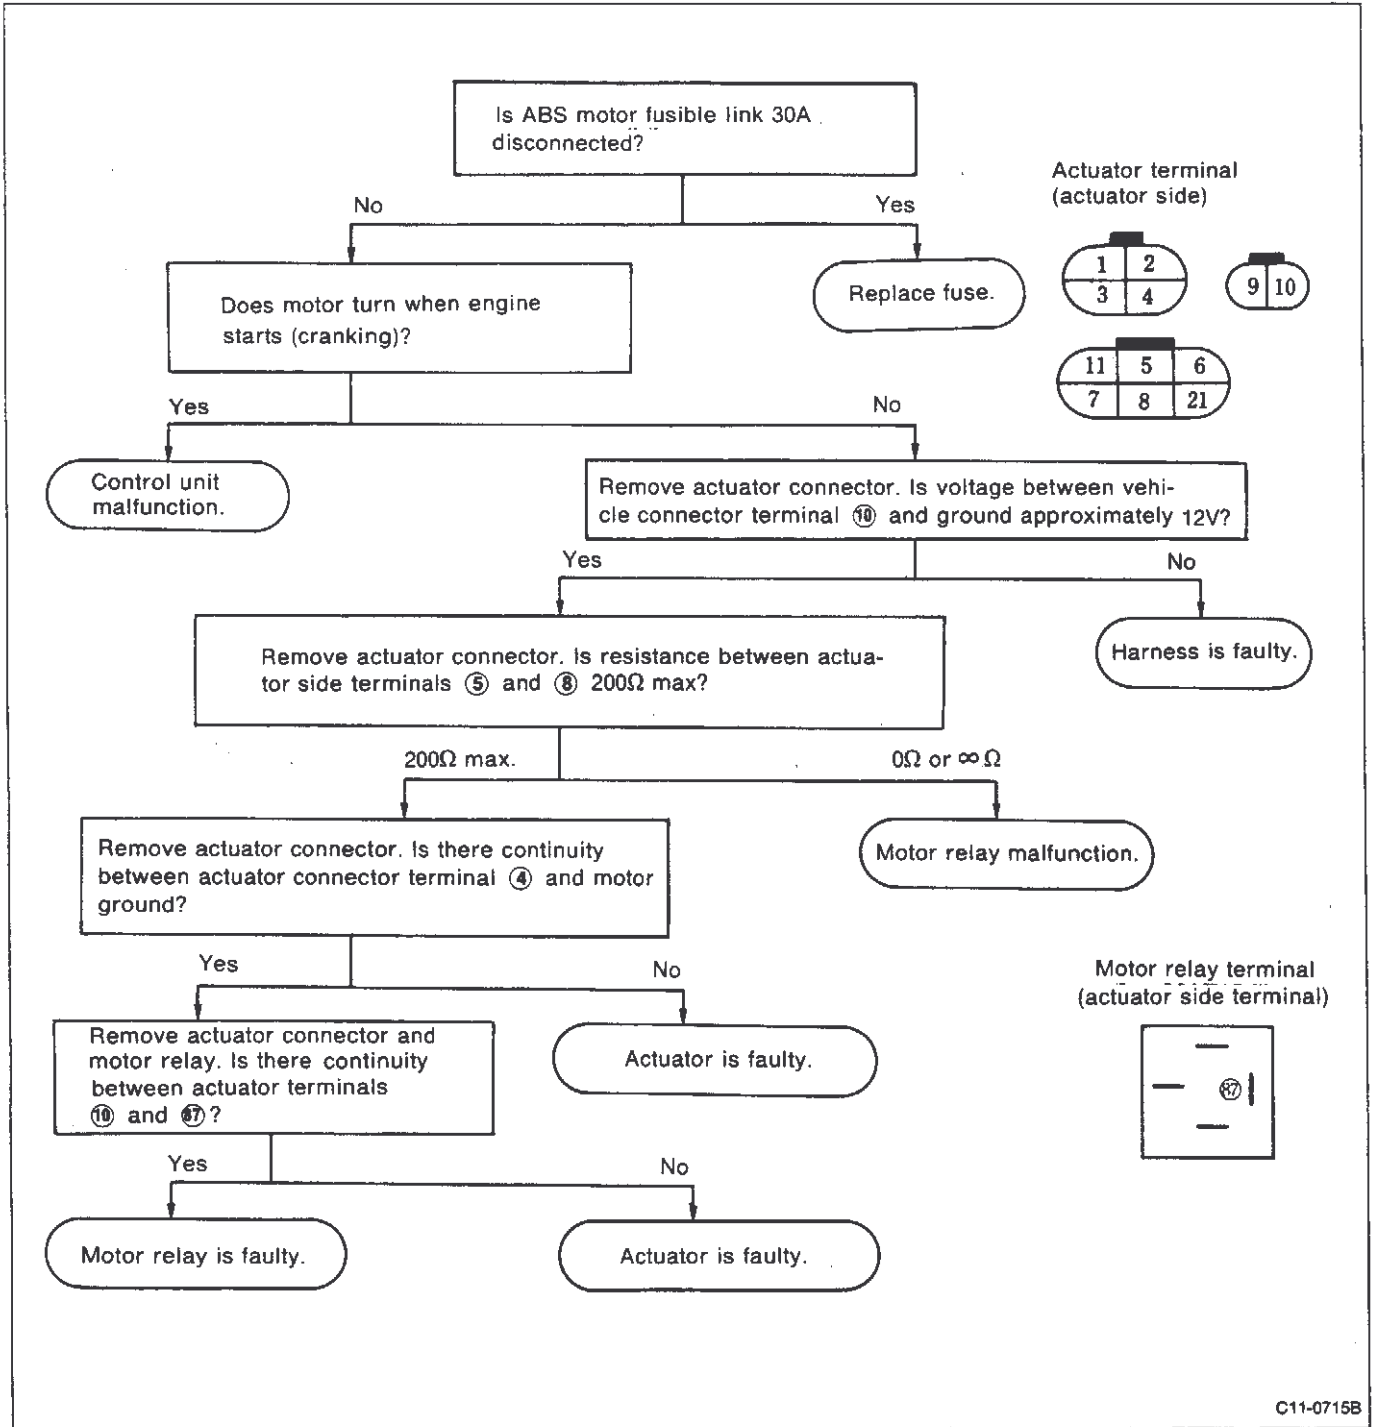 Is ABS motor fusible link 30A
disconnected?
Actuator terminal
(actuator side)
No
Yes
1 2
3 4
9 10
Does motor turn when engine
starts (cranking)?
Replace fuse.
11 5 6
7 8 21
Yes
No
Control unit
malfunction.
Remove actuator connector. Is voltage between vehi-
cle connector terminal ⑩ and ground approximately 12V?
Yes
No
Remove actuator connector. Is resistance between actua-
tor side terminals ⑤ and ⑧ 200Ω max?
Harness is faulty.
200Ω max.
0Ω or ∞ Ω
Remove actuator connector. Is there continuity
between actuator connector terminal ④ and motor
ground?
Motor relay malfunction.
Yes
No
Motor relay terminal
(actuator side terminal)
Remove actuator connector and
motor relay. Is there continuity
between actuator terminals
⑩ and 87 ?
Actuator is faulty.
87
Yes
No
Motor relay is faulty.
Actuator is faulty.
C11-0715B